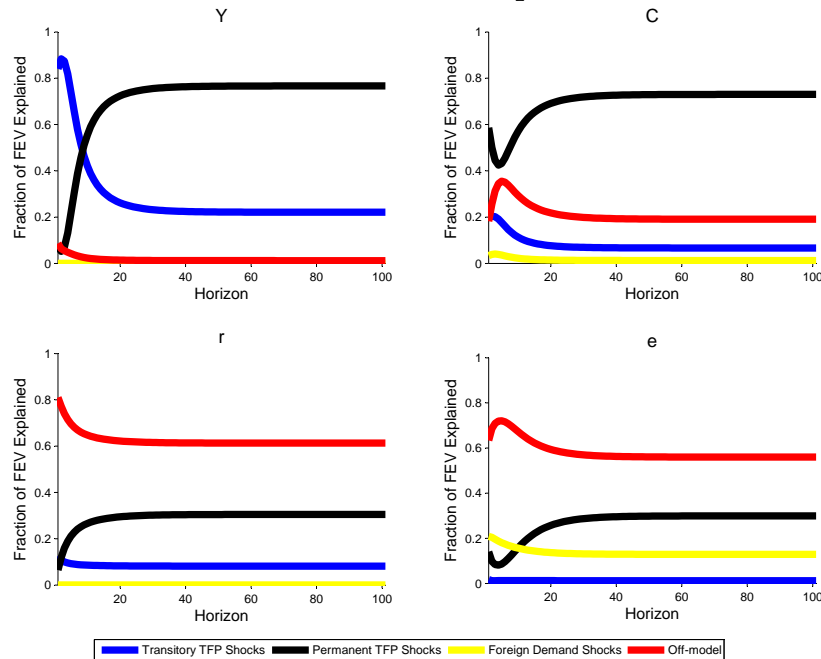 Y
C
Fraction of FEV Explained
1
0.8
0.6
0.4
0.2
0
20
40
60
80
100
Horizon
Fraction of FEV Explained
1
0.8
0.6
0.4
0.2
0
20
40
60
80
100
Horizon
r
e
Fraction of FEV Explained
1
0.8
0.6
0.4
0.2
0
20
40
60
80
100
Horizon
Fraction of FEV Explained
1
0.8
0.6
0.4
0.2
0
20
40
60
80
100
Horizon
Transitory TFP Shocks
Permanent TFP Shocks
Foreign Demand Shocks
Off-model